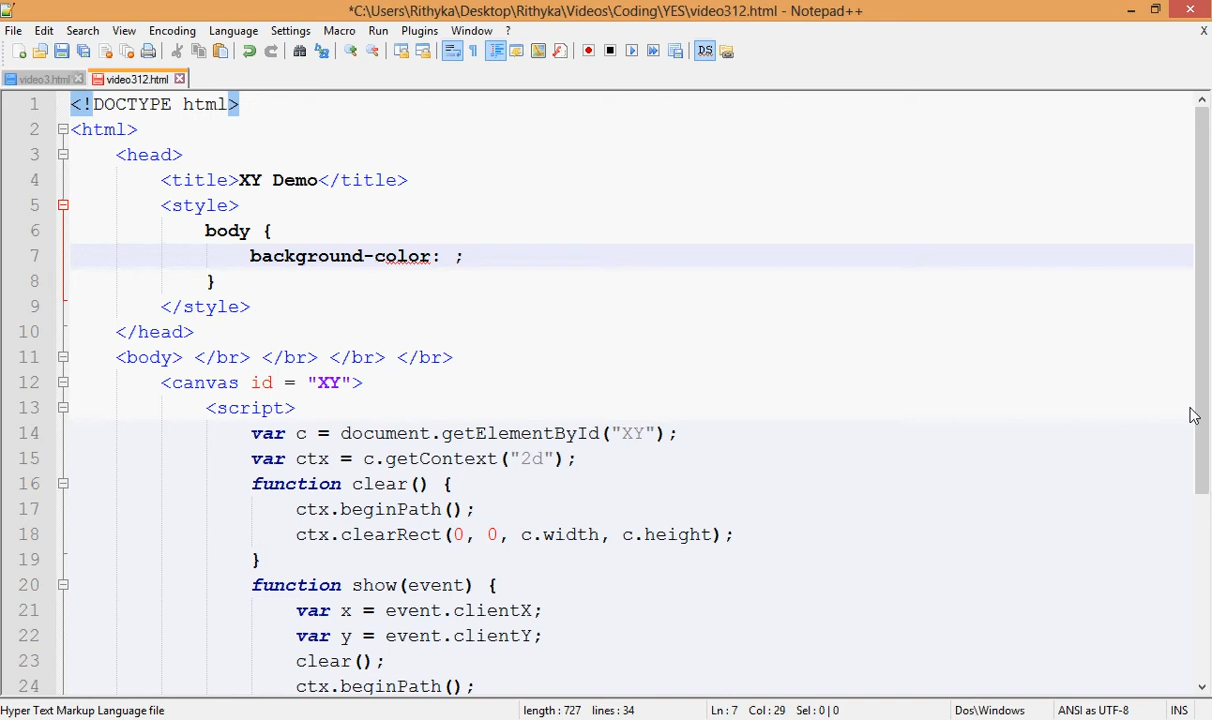 *C:\Users\Rithyka\Desktop\Rithyka\Videos\Coding\YES\video312.html - Notepad++
File Edit Search View Encoding Language Settings Macro Run Plugins Window ?
X
video3.html video312.html
1 <!DOCTYPE html>
2 <html>
3 <head>
4 <title>XY Demo</title>
5 <style>
6 body {
7 background-color: ;
8 }
9 </style>
10 </head>
11 <body> </br> </br> </br> </br>
12 <canvas id = "XY">
13 <script>
14 var c = document.getElementById("XY");
15 var ctx = c.getContext("2d");
16 function clear() {
17 ctx.beginPath();
18 ctx.clearRect(0, 0, c.width, c.height);
19 }
20 function show(event) {
21 var x = event.clientX;
22 var y = event.clientY;
23 clear();
24 ctx.beginPath();
Hyper Text Markup Language file length : 727 lines : 34 Ln : 7 Col : 29 Sel : 0 | 0 Dos\Windows ANSI as UTF-8 INS